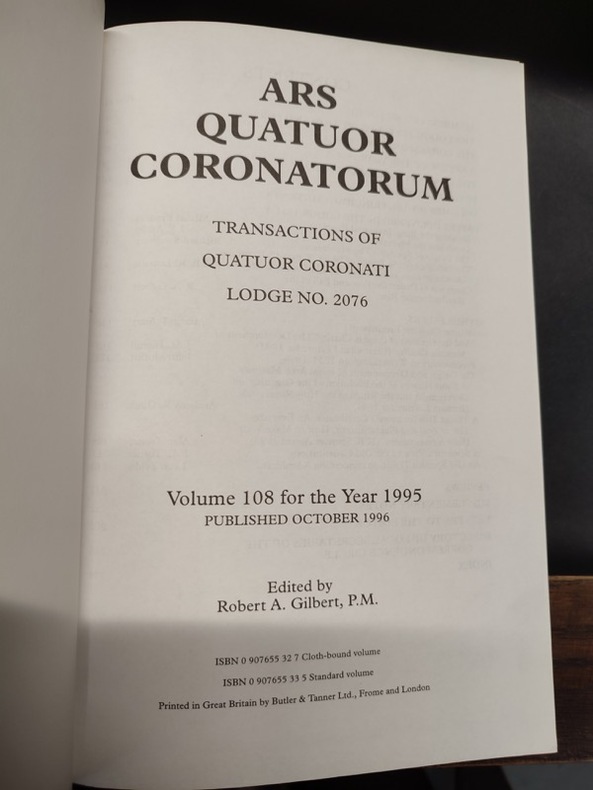 ARS
QUATUOR
CORONATORUM
TRANSACTIONS OF
QUATUOR CORONATI
LODGE NO. 2076
Volume 108 for the Year 1995
PUBLISHED OCTOBER 1996
Edited by
Robert A. Gilbert, P.M.
ISBN 0 907655 32 7 Cloth-bound volume
ISBN 0 907655 33 5 Standard volume
Printed in Great Britain by Butler & Tanner Ltd., Frome and London